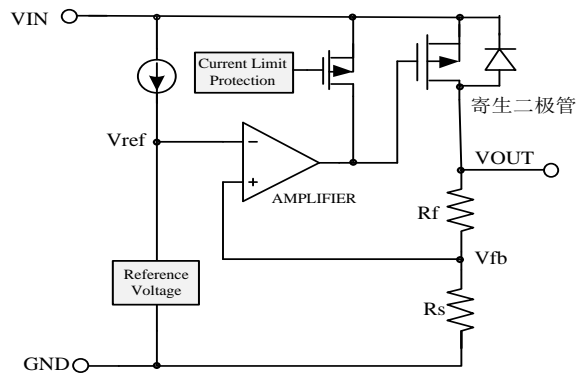 VIN
Current Limit
Protection
寄生二极管
Vref
VOUT
−
+
AMPLIFIER
Rf
Reference
Voltage
Vfb
Rs
GND